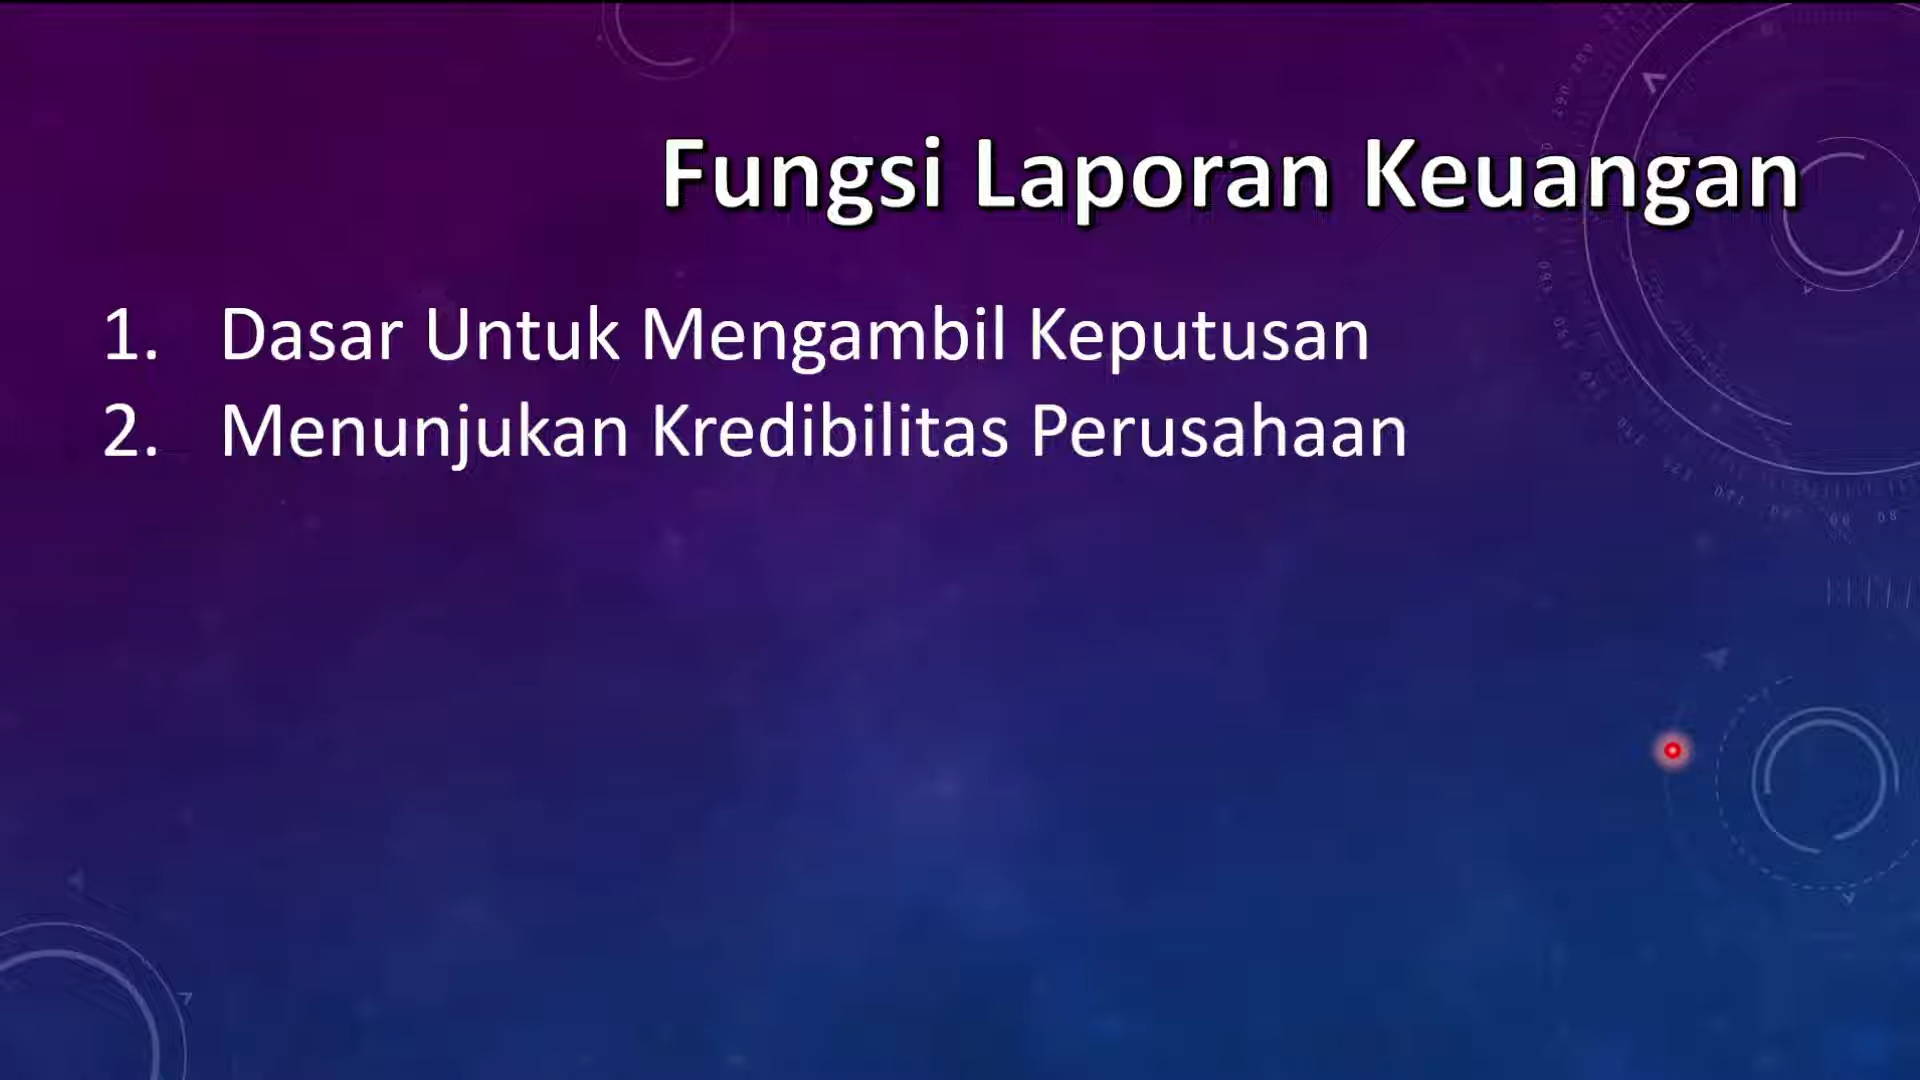 Fungsi Laporan Keuangan
1. Dasar Untuk Mengambil Keputusan
2. Menunjukan Kredibilitas Perusahaan